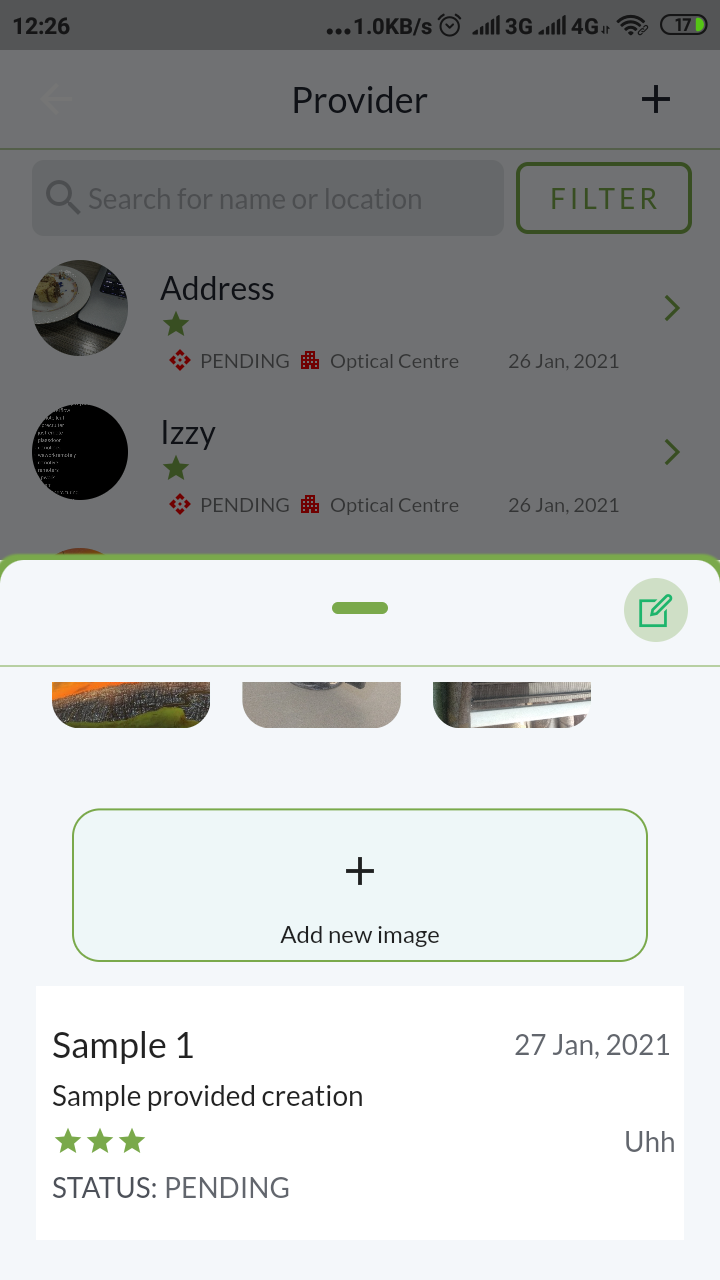 12:26 ...1.0KB/s 3G 4G 17
Provider
Search for name or location FILTER
Address
PENDING Optical Centre 26 Jan, 2021
Izzy
PENDING Optical Centre 26 Jan, 2021
Add new image
Sample 1 27 Jan, 2021
Sample provided creation
Uhh
STATUS: PENDING